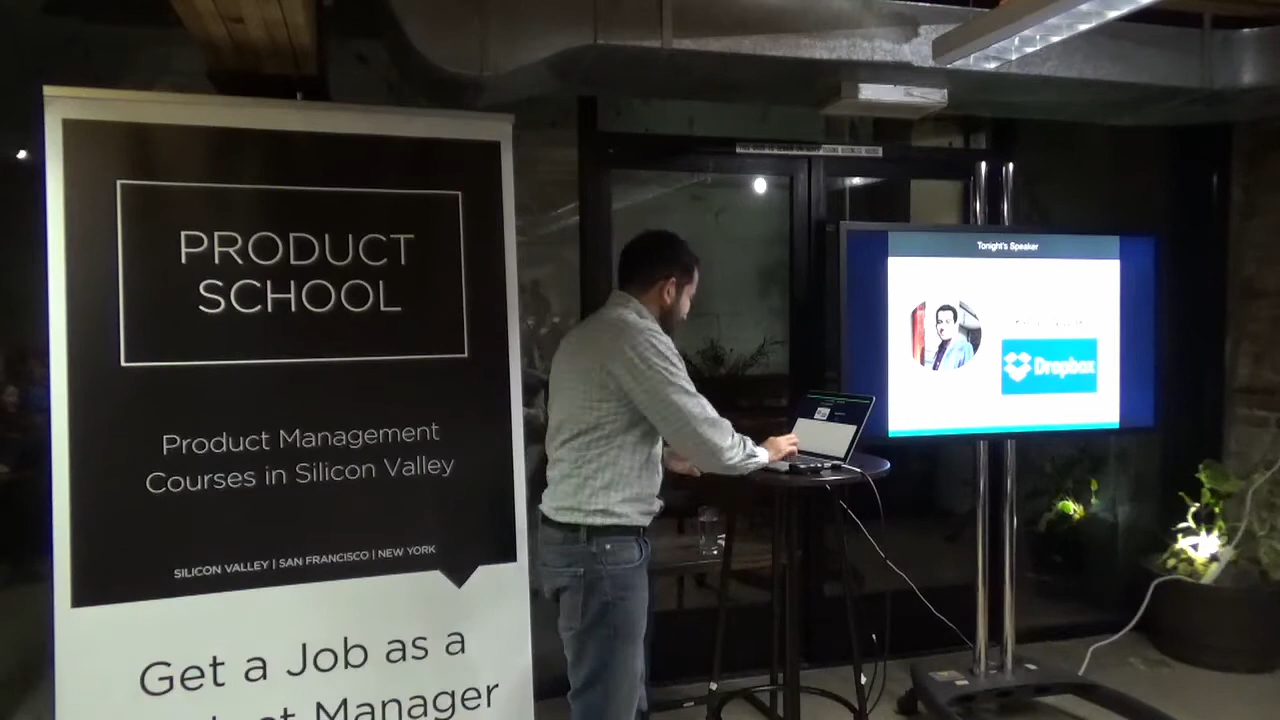 PRODUCT
SCHOOL
Product Management
Courses in Silicon Valley
SILICON VALLEY | SAN FRANCISCO | NEW YORK
Get a Job as a
Manager
Tonight's Speaker
Dropbox